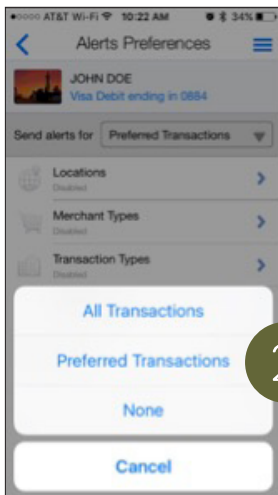 AT&T Wi-Fi 10:22 AM 34%
Alerts Preferences
JOHN DOE
Visa Debit ending in 0884
Send alerts for Preferred Transactions
Locations
Disabled
Merchant Types
Disabled
Transaction Types
Disabled
All Transactions
Preferred Transactions
2
None
Cancel